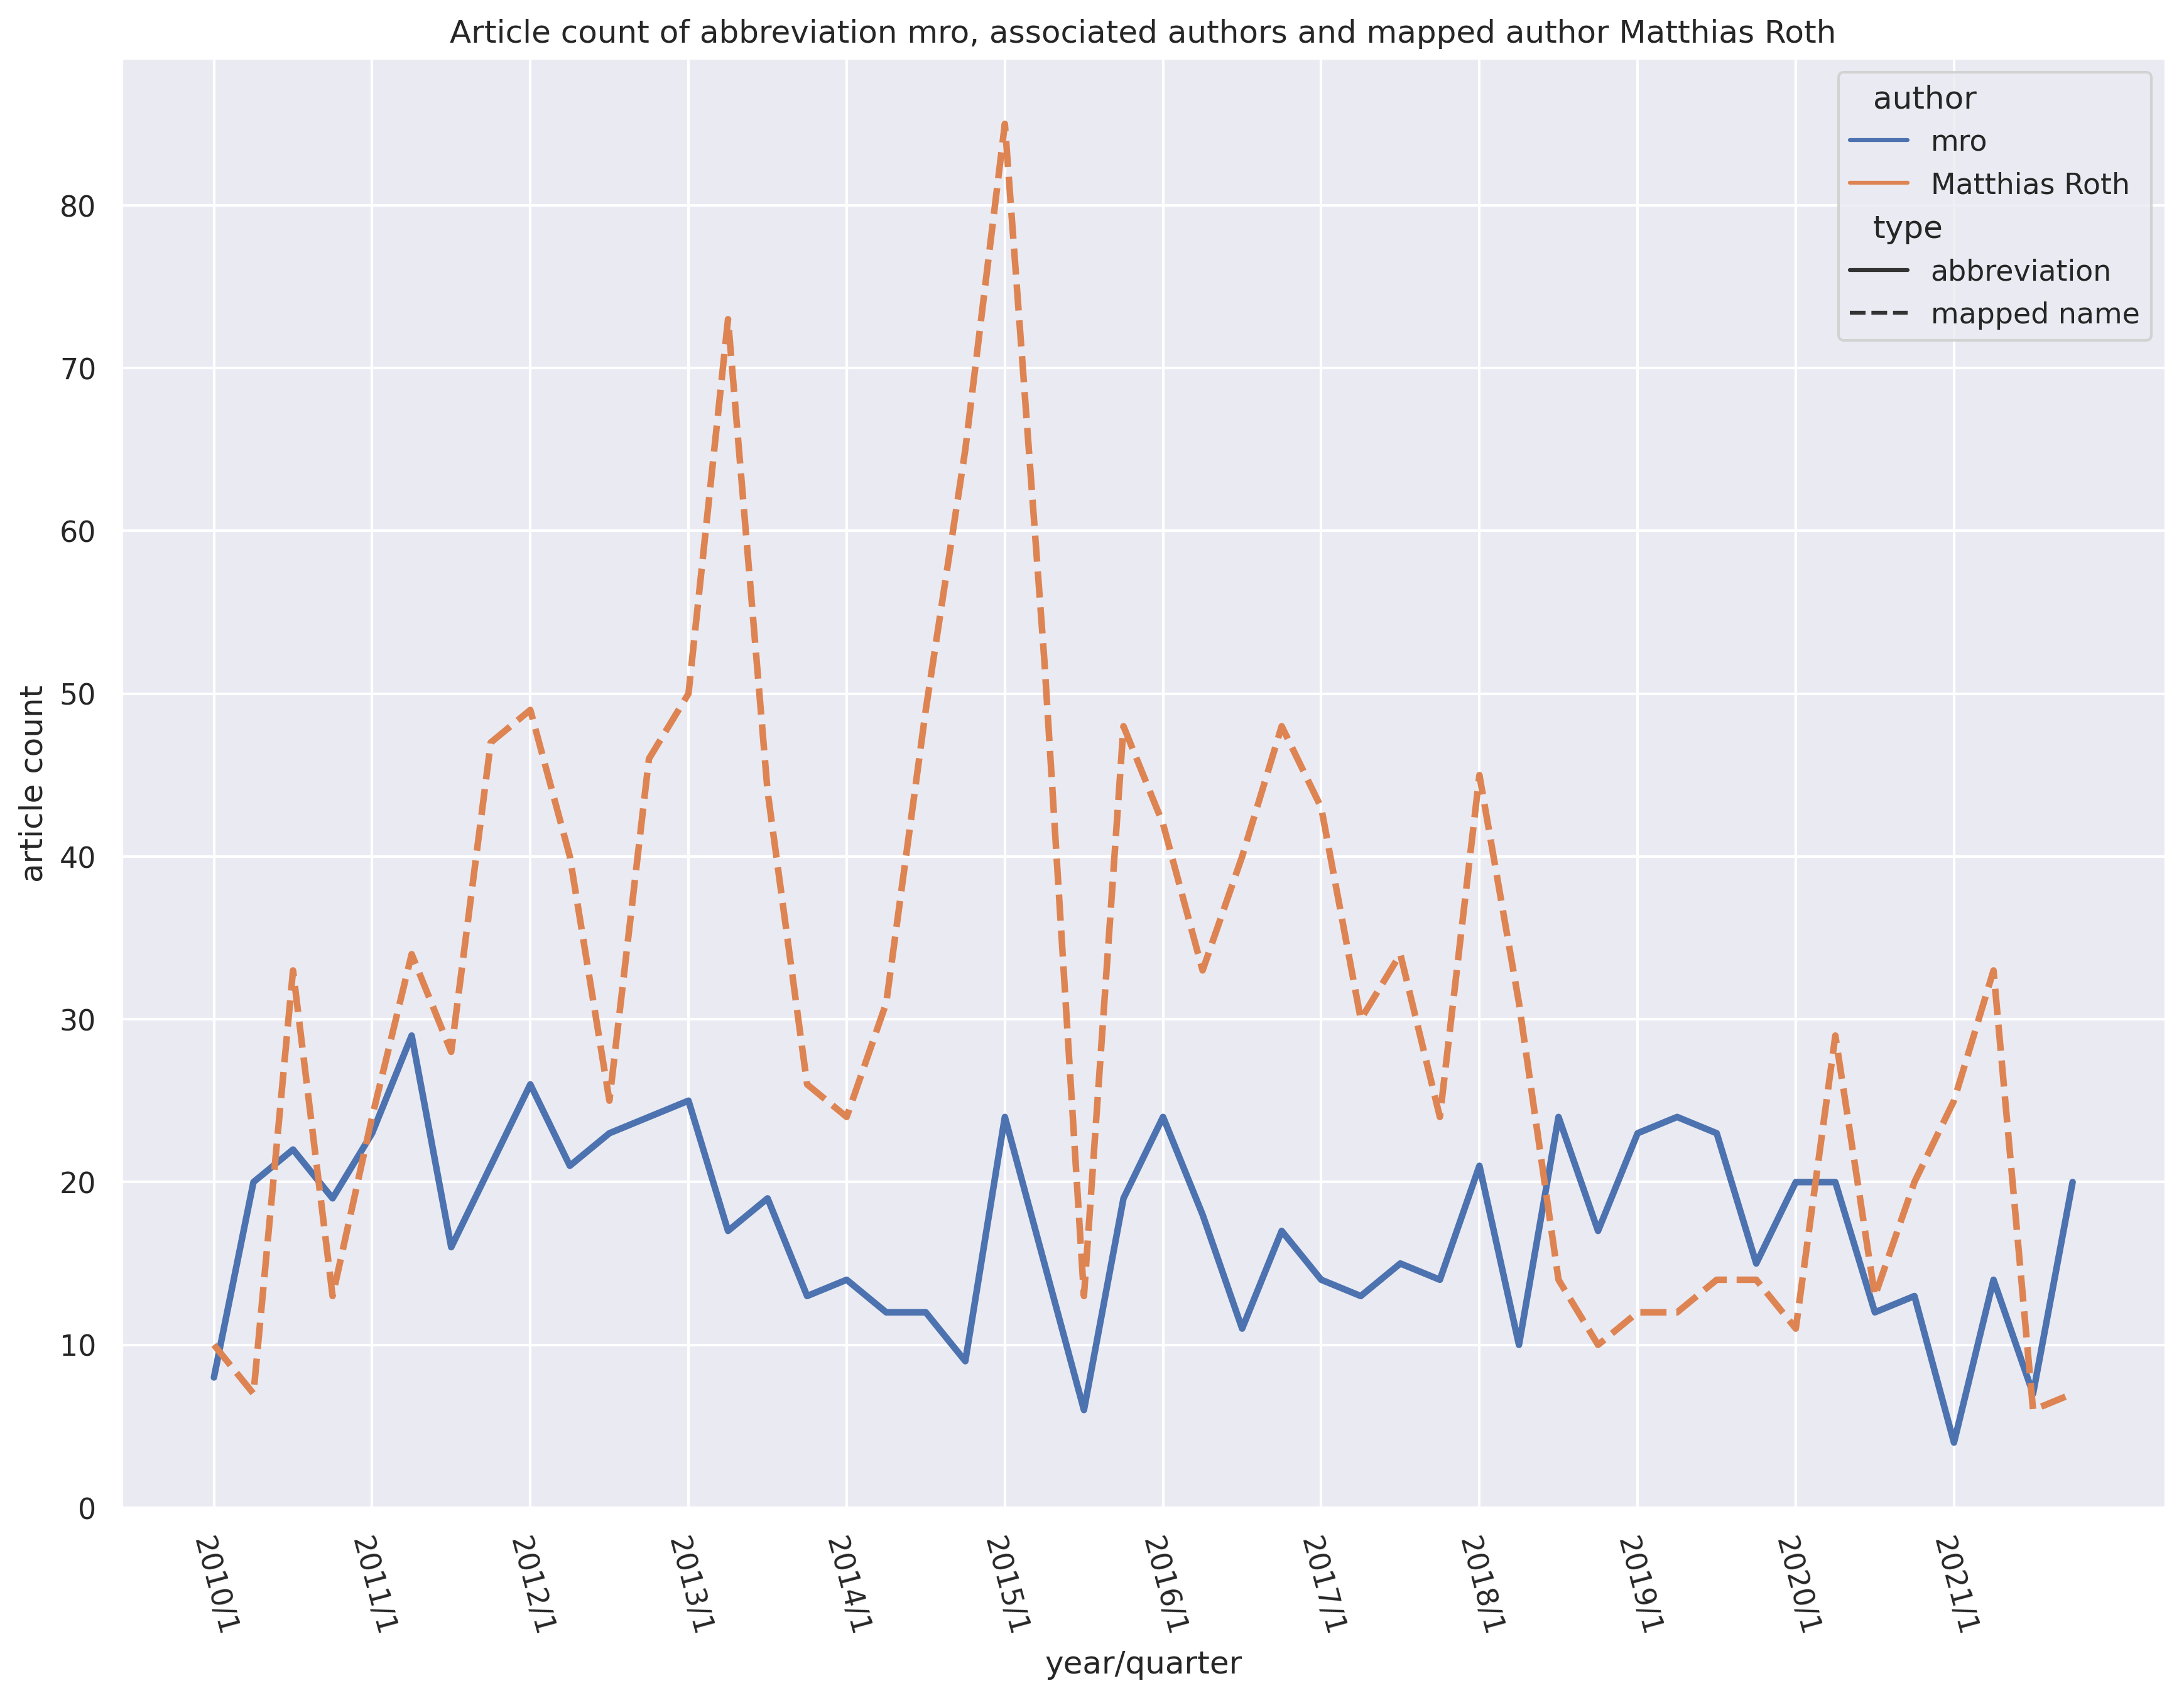 Article count of abbreviation mro, associated authors and mapped author Matthias Roth
author
mro
Matthias Roth
type
abbreviation
mapped name
article count
80
70
60
50
40
30
20
10
0
2010/1
2011/1
2012/1
2013/1
2014/1
2015/1
2016/1
2017/1
2018/1
2019/1
2020/1
2021/1
year/quarter